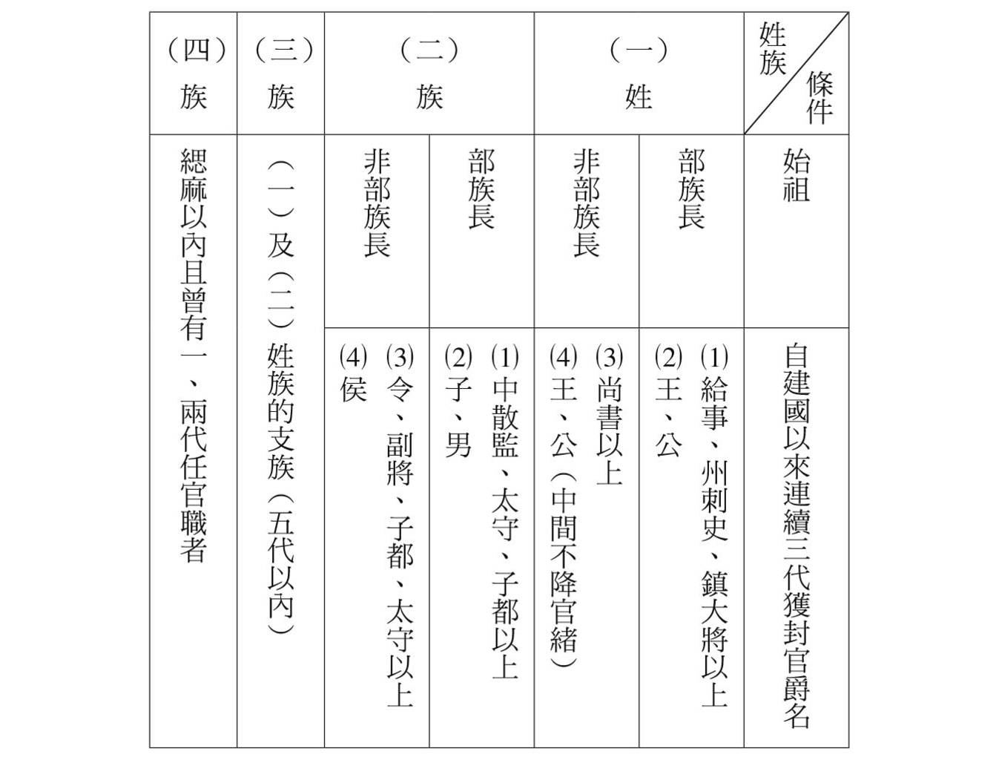 姓族
條件
始祖
自建國以來連續三代獲封官爵名
（一）
姓
部族長
⑴給事、州刺史、鎮大將以上
⑵王、公
非部族長
⑶尚書以上
⑷王、公（中間不降官緒）
（二）
族
部族長
⑴中散監、太守、子都以上
⑵子、男
非部族長
⑶令、副將、子都、太守以上
⑷侯
（三）
族
（一）及（二）姓族的支族（五代以內）
（四）
族
緦麻以內且曾有一、兩代任官職者